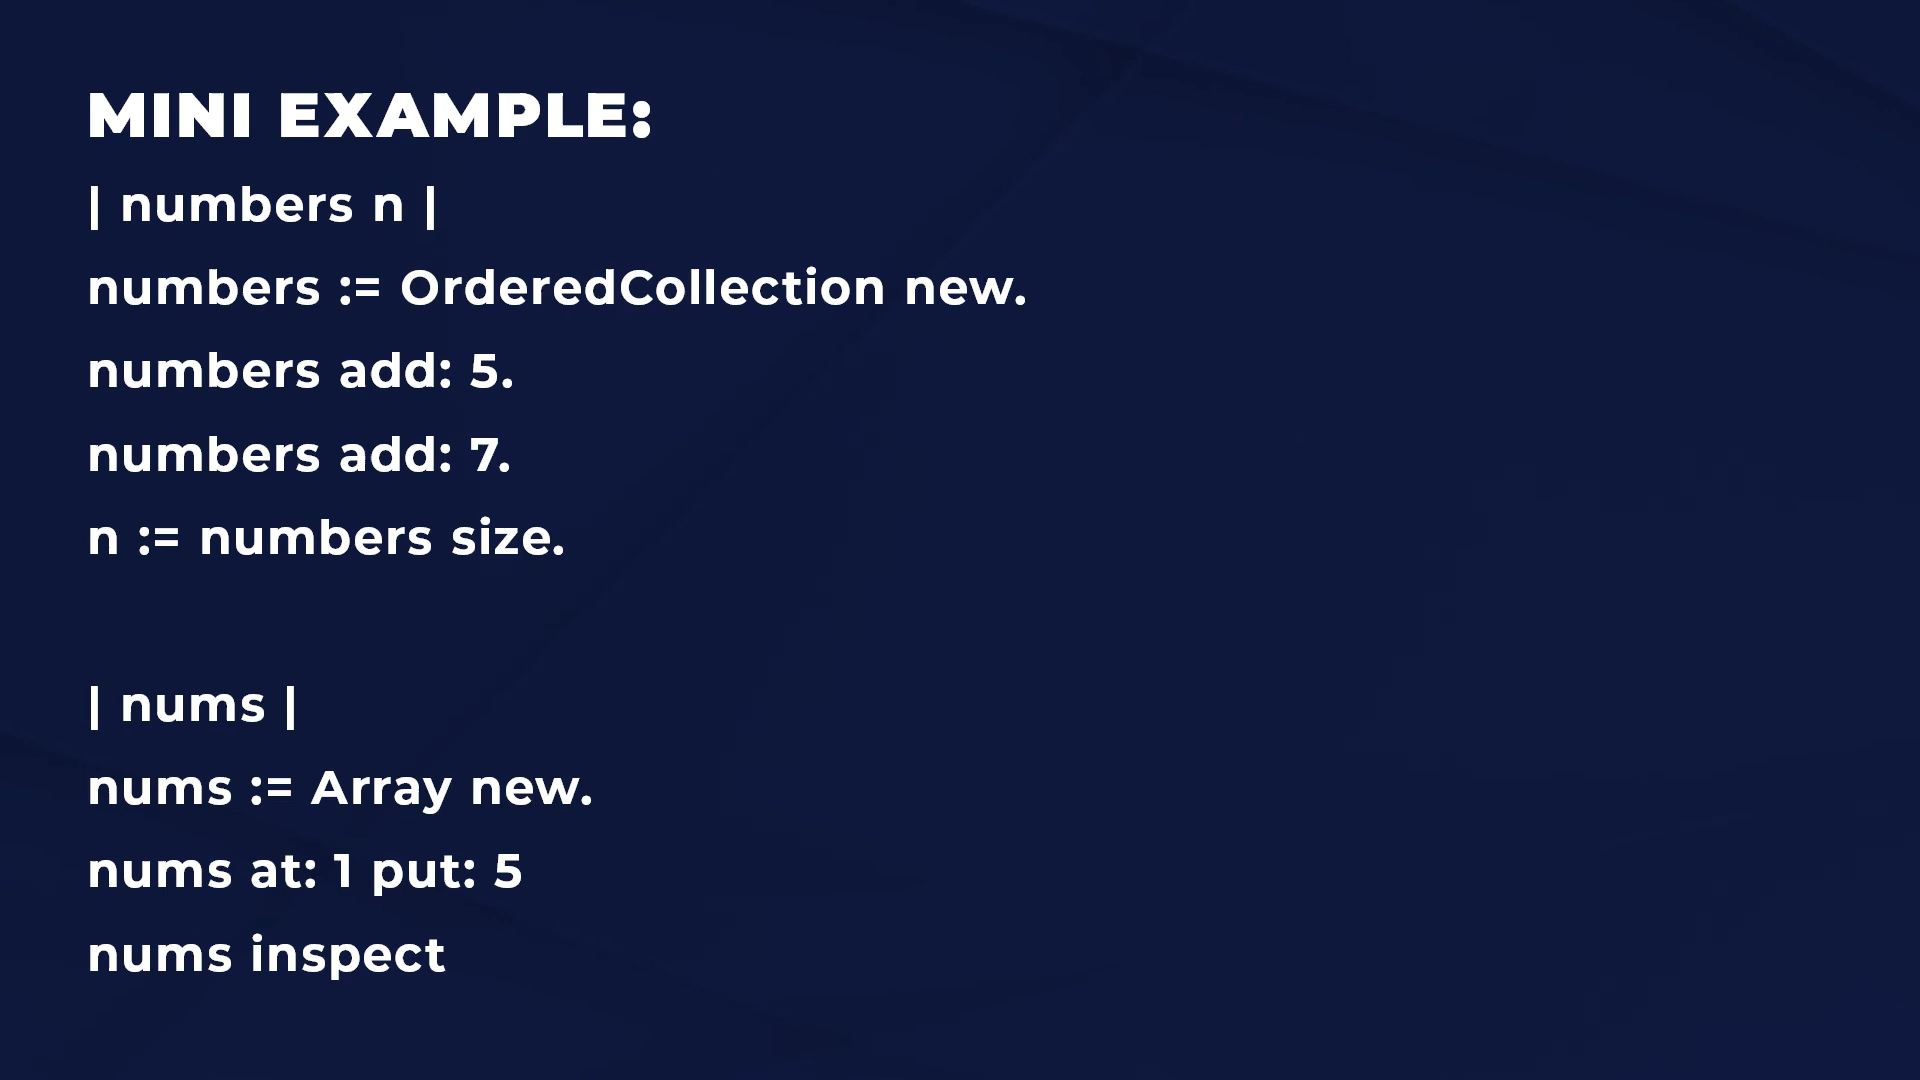 MINI EXAMPLE:
| numbers n |
numbers := OrderedCollection new.
numbers add: 5.
numbers add: 7.
n := numbers size.
| nums |
nums := Array new.
nums at: 1 put: 5
nums inspect